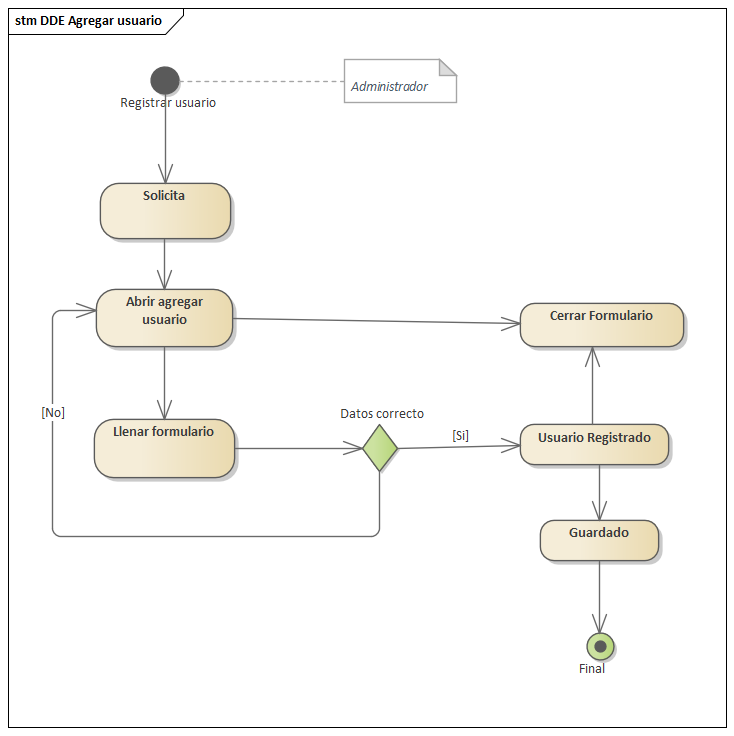 stm DDE Agregar usuario
Administrador
Registrar usuario
Solicita
Abrir agregar
usuario
Cerrar Formulario
[No]
Datos correcto
Llenar formulario
[Si]
Usuario Registrado
Guardado
Final